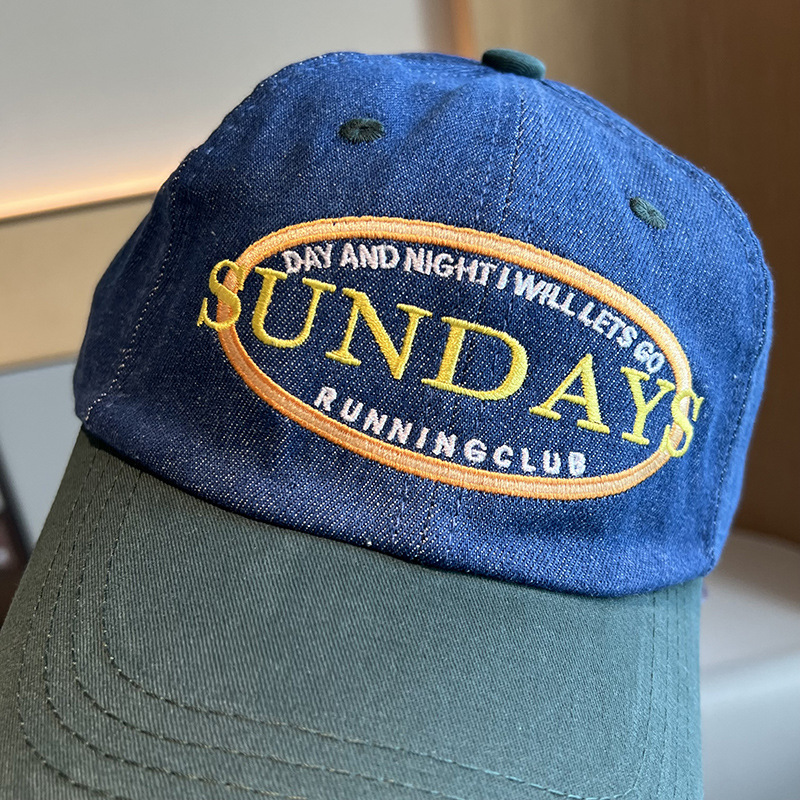 DAY AND NIGHT I WILL LETS GO
SUNDAYS
RUNNINGCLUB